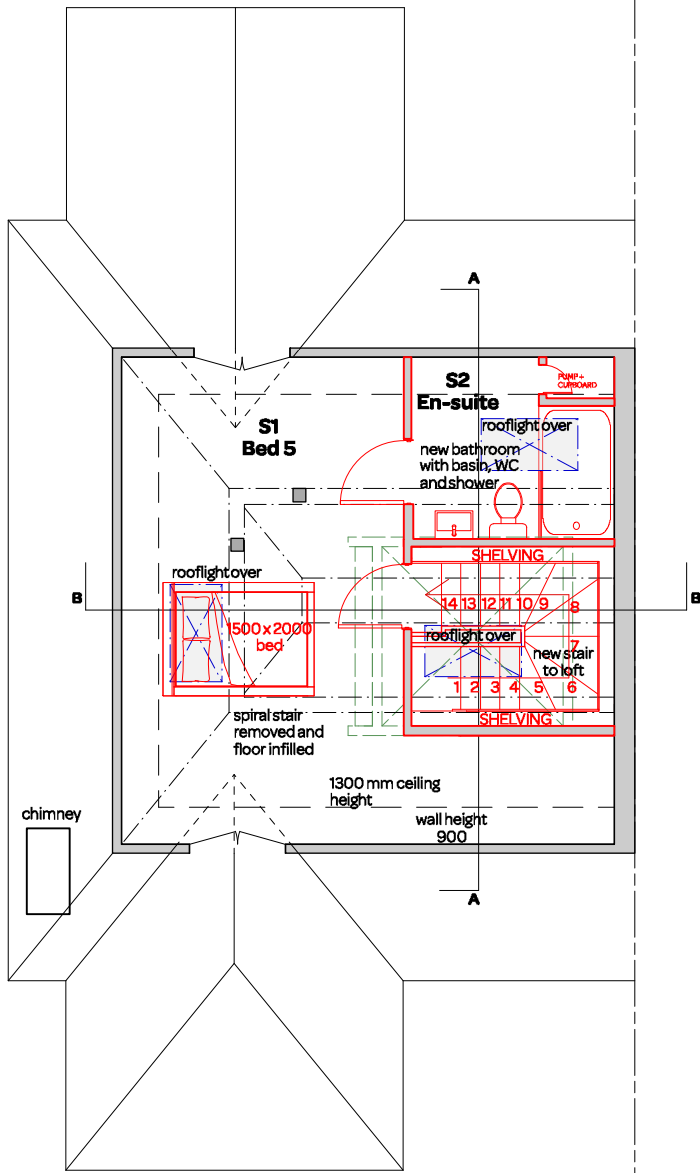 A
S1
Bed 5
S2
En-suite
PUMP +
CUPBOARD
rooflight over
new bathroom
with basin, WC
and shower
SHELVING
rooflight over
B
B
1500 x 2000
bed
14 13 12 11 10 9 8
7
rooflight over
new stair
to loft
1 2 3 4 5 6
SHELVING
spiral stair
removed and
floor infilled
1300 mm ceiling
height
wall height
900
chimney
A